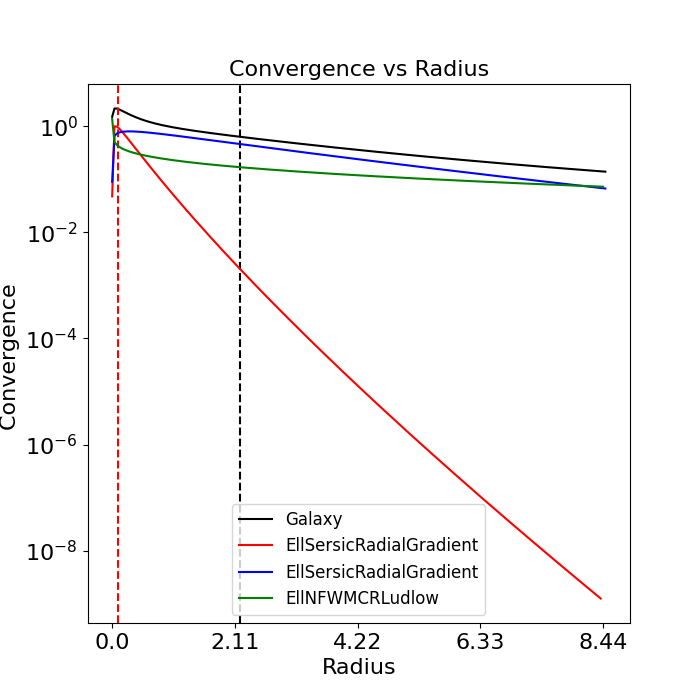 Convergence vs Radius
Convergence
10^0
10^-2
10^-4
10^-6
10^-8
Galaxy
EllSersicRadialGradient
EllSersicRadialGradient
EllNFWMCRLudlow
0.0 2.11 4.22 6.33 8.44
Radius